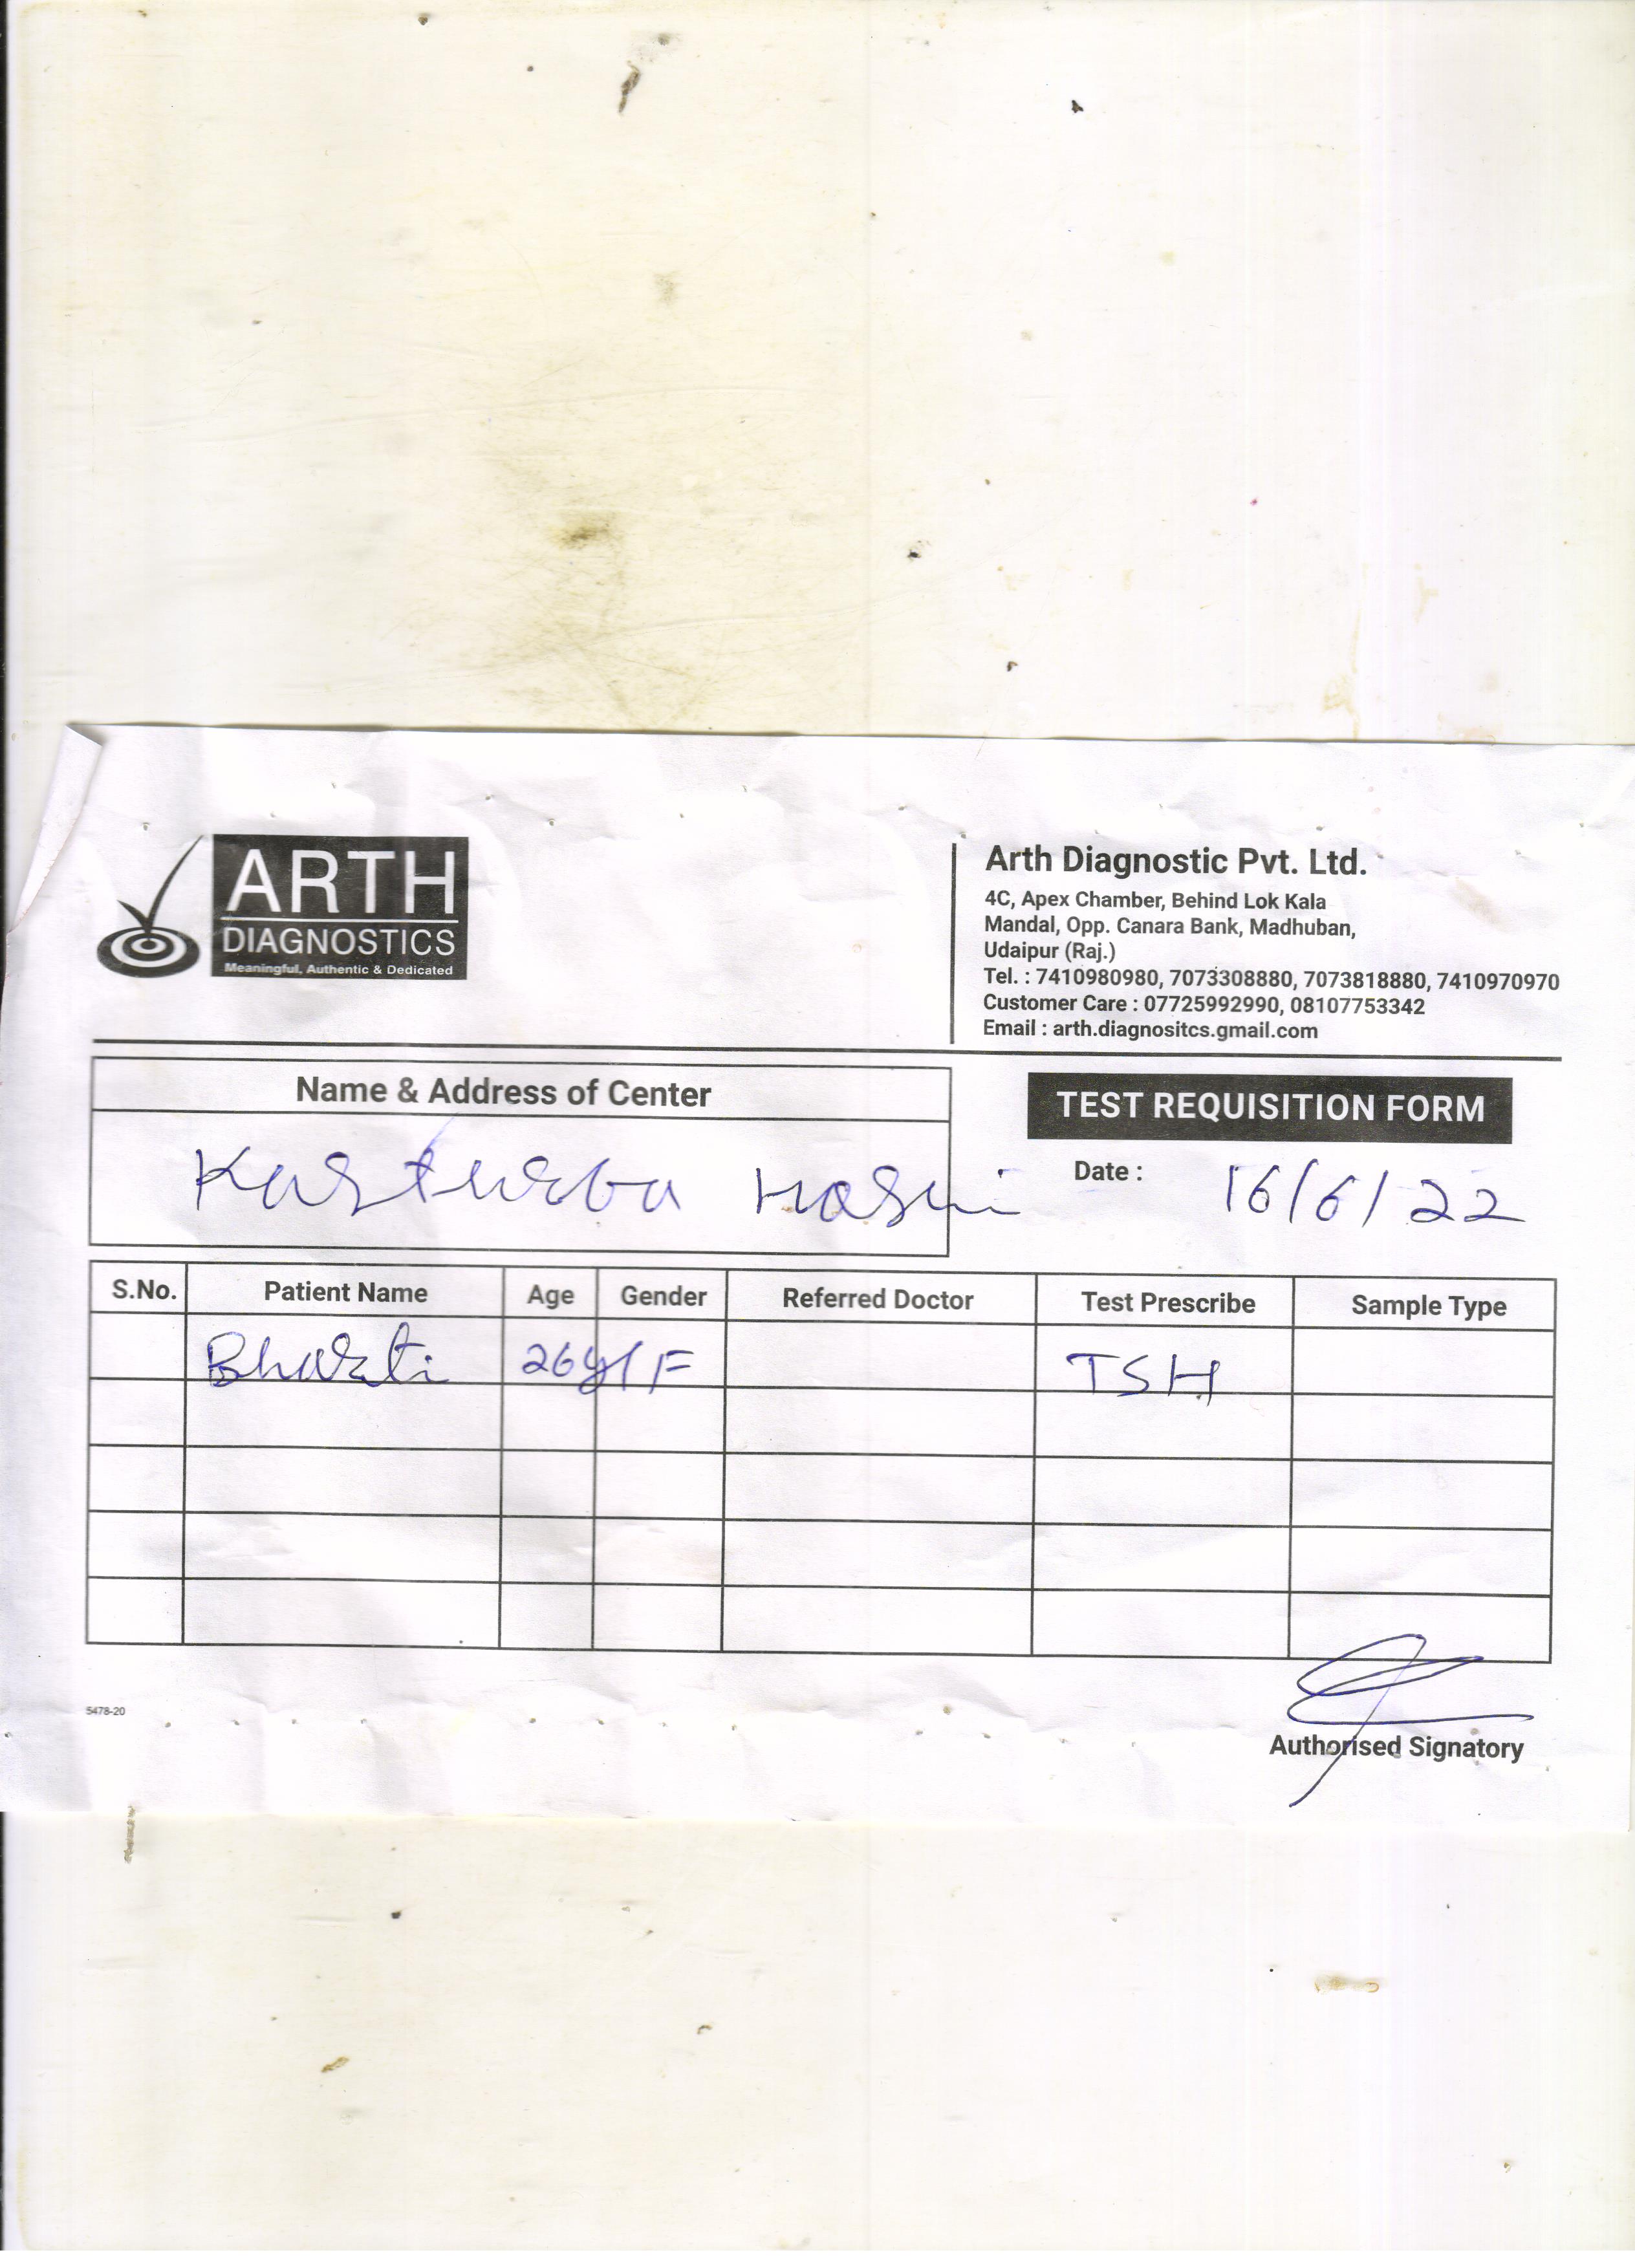 ARTH
DIAGNOSTICS
Meaningful, Authentic & Dedicated
Arth Diagnostic Pvt. Ltd.
4C, Apex Chamber, Behind Lok Kala
Mandal, Opp. Canara Bank, Madhuban,
Udaipur (Raj.)
Tel. : 7410980980, 7073308880, 7073818880, 7410970970
Customer Care : 07725992990, 08107753342
Email : arth.diagnositcs.gmail.com
Name & Address of Center
Kasturba
TEST REQUISITION FORM
Date : 16/6/22
S.No. Patient Name Age Gender Referred Doctor Test Prescribe Sample Type
Bharti 26y/F TSH
5478-20
Authorised Signatory